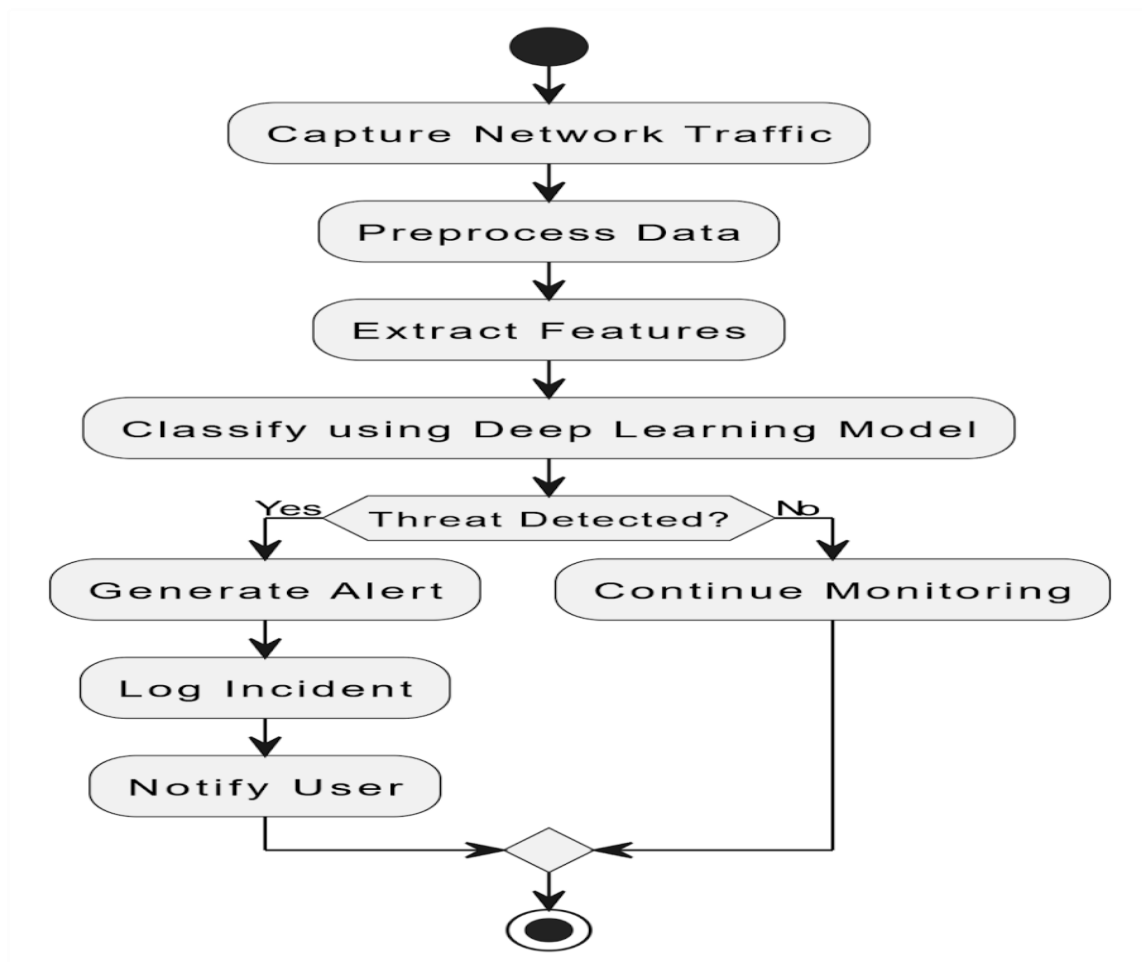 Capture Network Traffic
Preprocess Data
Extract Features
Classify using Deep Learning Model
Threat Detected?
Yes
No
Generate Alert
Log Incident
Notify User
Continue Monitoring